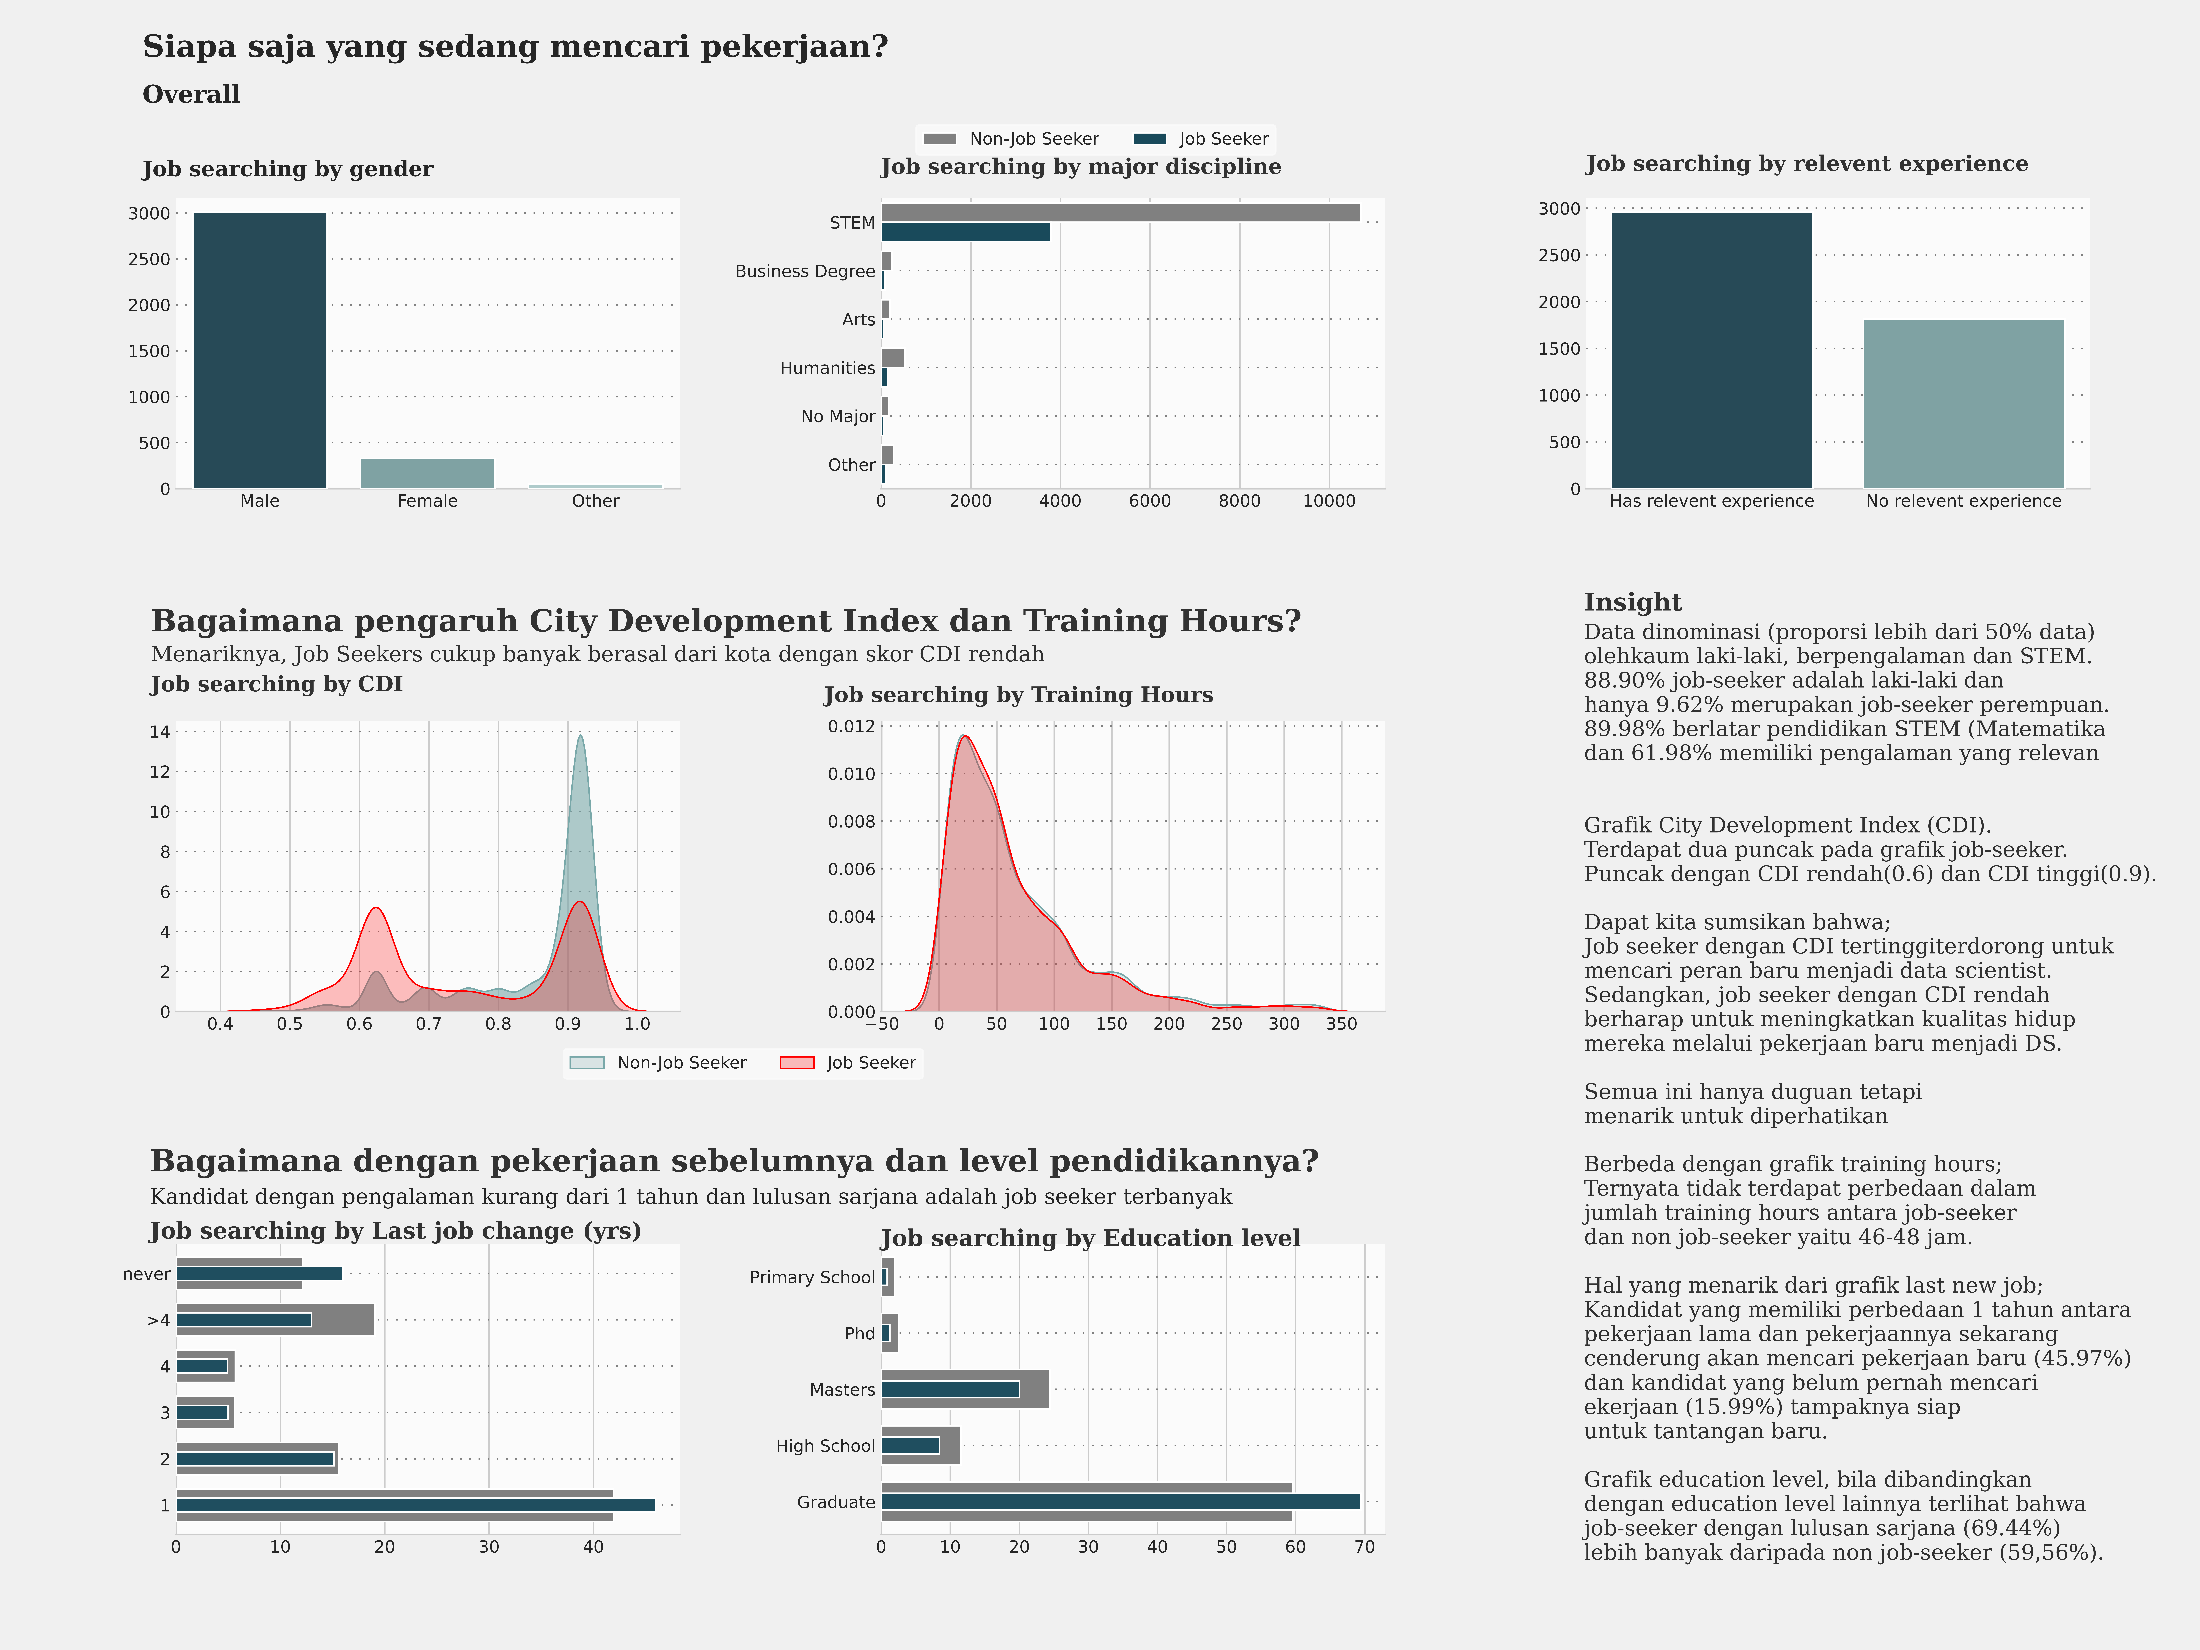 Siapa saja yang sedang mencari pekerjaan?
Overall
Non-Job Seeker
Job Seeker
Job searching by gender
3000
2500
2000
1500
1000
500
0
Male
Female
Other
Job searching by major discipline
STEM
Business Degree
Arts
Humanities
No Major
Other
0
2000
4000
6000
8000
10000
Job searching by relevent experience
3000
2500
2000
1500
1000
500
0
Has relevent experience
No relevent experience
Bagaimana pengaruh City Development Index dan Training Hours?
Menariknya, Job Seekers cukup banyak berasal dari kota dengan skor CDI rendah
Job searching by CDI
14
12
10
8
6
4
2
0
0.4
0.5
0.6
0.7
0.8
0.9
1.0
Job searching by Training Hours
0.012
0.010
0.008
0.006
0.004
0.002
0.000
−50
0
50
100
150
200
250
300
350
Non-Job Seeker
Job Seeker
Bagaimana dengan pekerjaan sebelumnya dan level pendidikannya?
Kandidat dengan pengalaman kurang dari 1 tahun dan lulusan sarjana adalah job seeker terbanyak
Job searching by Last job change (yrs)
never
>4
4
3
2
1
0
10
20
30
40
Job searching by Education level
Primary School
Phd
Masters
High School
Graduate
0
10
20
30
40
50
60
70
Insight
Data dinominasi (proporsi lebih dari 50% data)
olehkaum laki-laki, berpengalaman dan STEM.
88.90% job-seeker adalah laki-laki dan
hanya 9.62% merupakan job-seeker perempuan.
89.98% berlatar pendidikan STEM (Matematika
dan 61.98% memiliki pengalaman yang relevan
Grafik City Development Index (CDI).
Terdapat dua puncak pada grafik job-seeker.
Puncak dengan CDI rendah(0.6) dan CDI tinggi(0.9).
Dapat kita sumsikan bahwa;
Job seeker dengan CDI tertinggiterdorong untuk
mencari peran baru menjadi data scientist.
Sedangkan, job seeker dengan CDI rendah
berharap untuk meningkatkan kualitas hidup
mereka melalui pekerjaan baru menjadi DS.
Semua ini hanya duguan tetapi
menarik untuk diperhatikan
Berbeda dengan grafik training hours;
Ternyata tidak terdapat perbedaan dalam
jumlah training hours antara job-seeker
dan non job-seeker yaitu 46-48 jam.
Hal yang menarik dari grafik last new job;
Kandidat yang memiliki perbedaan 1 tahun antara
pekerjaan lama dan pekerjaannya sekarang
cenderung akan mencari pekerjaan baru (45.97%)
dan kandidat yang belum pernah mencari
ekerjaan (15.99%) tampaknya siap
untuk tantangan baru.
Grafik education level, bila dibandingkan
dengan education level lainnya terlihat bahwa
job-seeker dengan lulusan sarjana (69.44%)
lebih banyak daripada non job-seeker (59,56%).